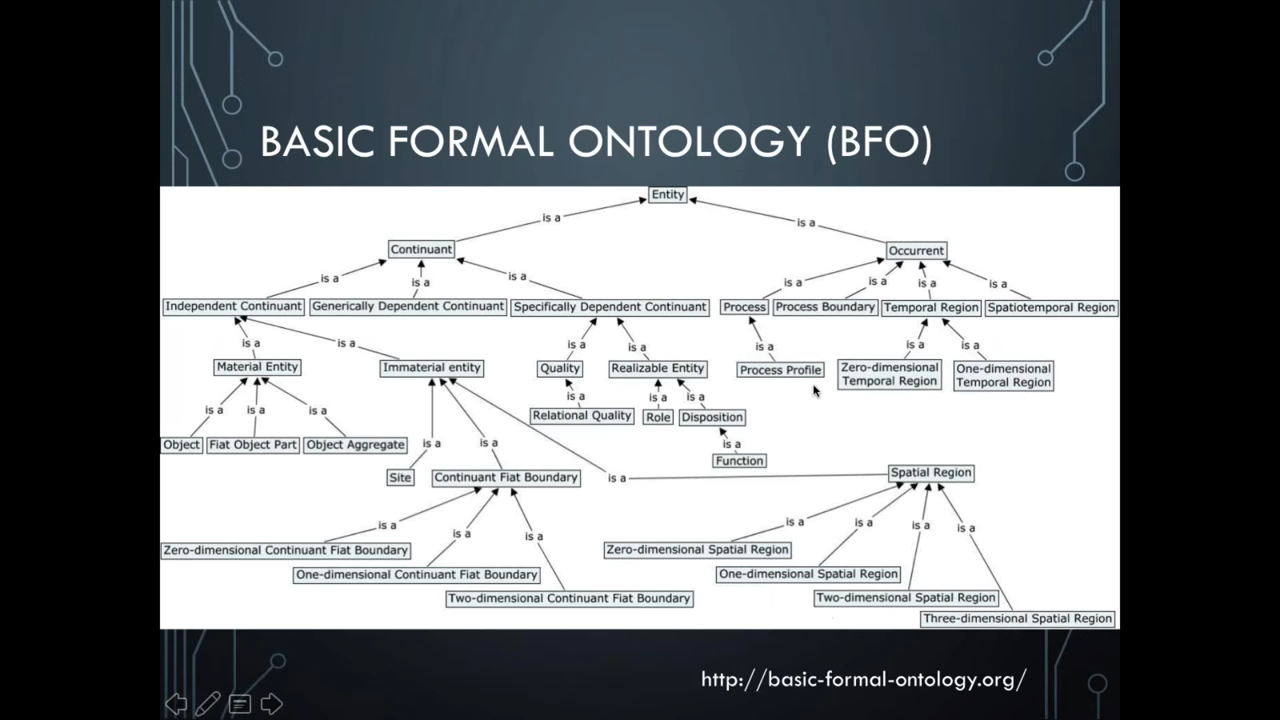 BASIC FORMAL ONTOLOGY (BFO)
Entity
is a
is a
Continuant
Occurrent
is a
is a
is a
is a
is a
is a
is a
Independent Continuant
Generically Dependent Continuant
Specifically Dependent Continuant
Process
Process Boundary
Temporal Region
Spatiotemporal Region
is a
is a
is a
is a
is a
is a
is a
Material Entity
Immaterial entity
Quality
Realizable Entity
Process Profile
Zero-dimensional
Temporal Region
One-dimensional
Temporal Region
is a
is a
is a
is a
is a
is a
Relational Quality
Role
Disposition
Object
Fiat Object Part
Object Aggregate
is a
is a
is a
Function
Site
Continuant Fiat Boundary
is a
Spatial Region
is a
is a
is a
is a
is a
is a
is a
Zero-dimensional Continuant Fiat Boundary
Zero-dimensional Spatial Region
One-dimensional Continuant Fiat Boundary
One-dimensional Spatial Region
Two-dimensional Continuant Fiat Boundary
Two-dimensional Spatial Region
Three-dimensional Spatial Region
http://basic-formal-ontology.org/